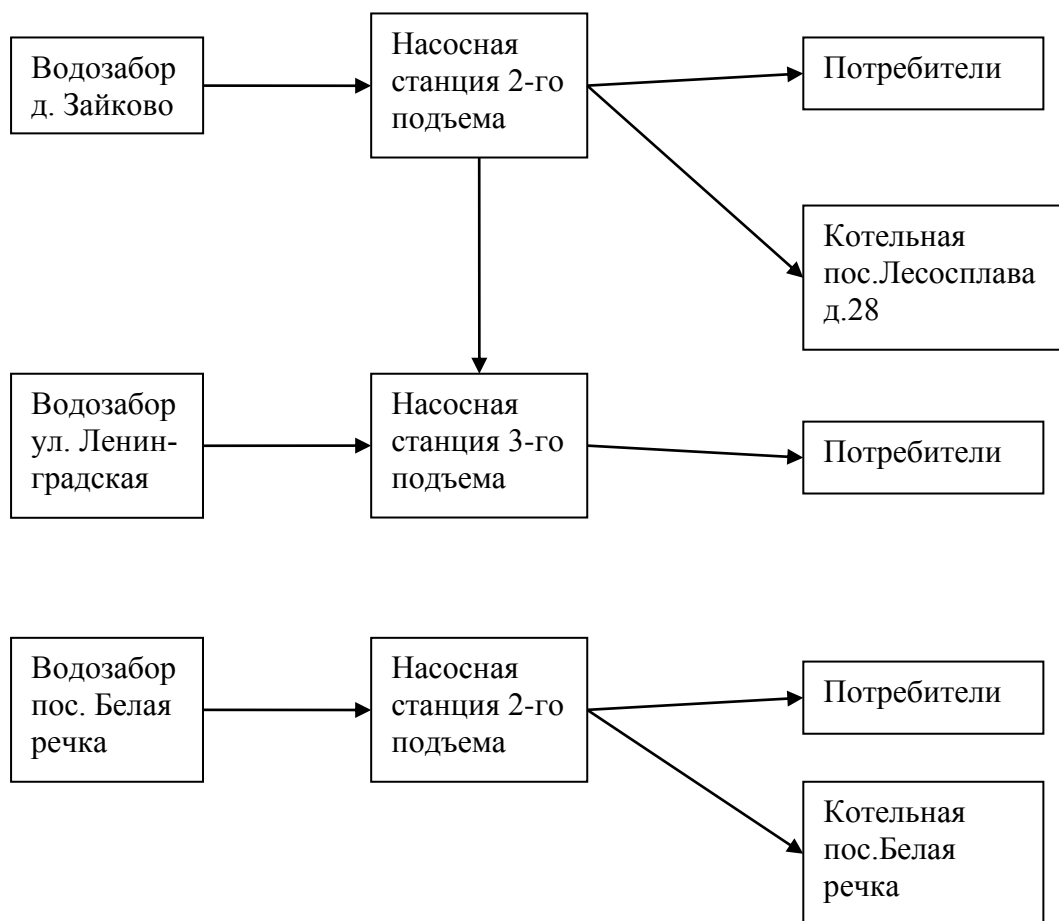 Водозабор
д. Зайково
Насосная
станция 2-го
подъема
Потребители
Котельная
пос.Лесосплава
д.28
Водозабор
ул. Ленин-
градская
Насосная
станция 3-го
подъема
Потребители
Водозабор
пос. Белая
речка
Насосная
станция 2-го
подъема
Потребители
Котельная
пос.Белая
речка